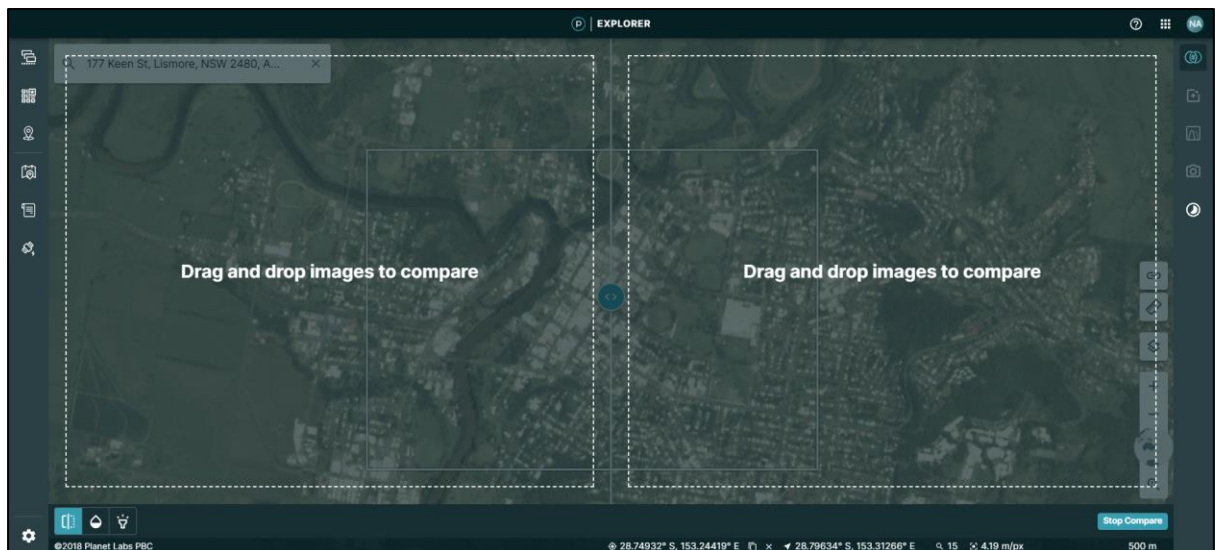 P | EXPLORER
NA
177 Keen St, Lismore, NSW 2480, A...
Drag and drop images to compare
Drag and drop images to compare
Stop Compare
©2018 Planet Labs PBC
28.74932° S, 153.24419° E
28.79634° S, 153.31266° E
15
4.19 m/px
500 m